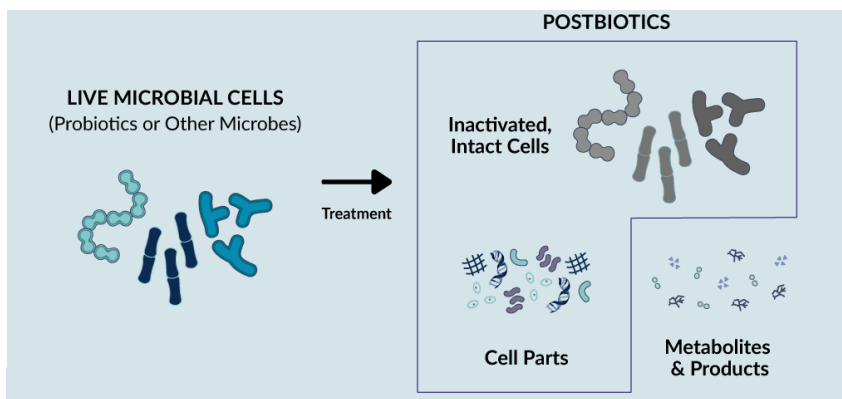 POSTBIOTICS
LIVE MICROBIAL CELLS
(Probiotics or Other Microbes)
Treatment
Inactivated,
Intact Cells
Cell Parts
Metabolites
& Products